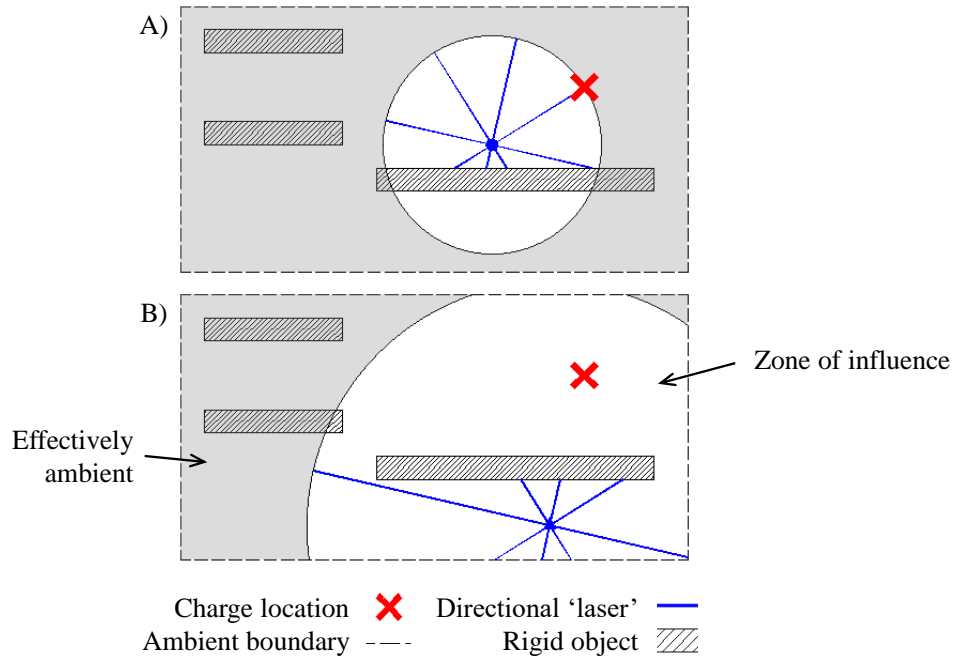 A)
B)
Zone of influence
Effectively
ambient
Charge location
Directional ‘laser’
Ambient boundary
Rigid object